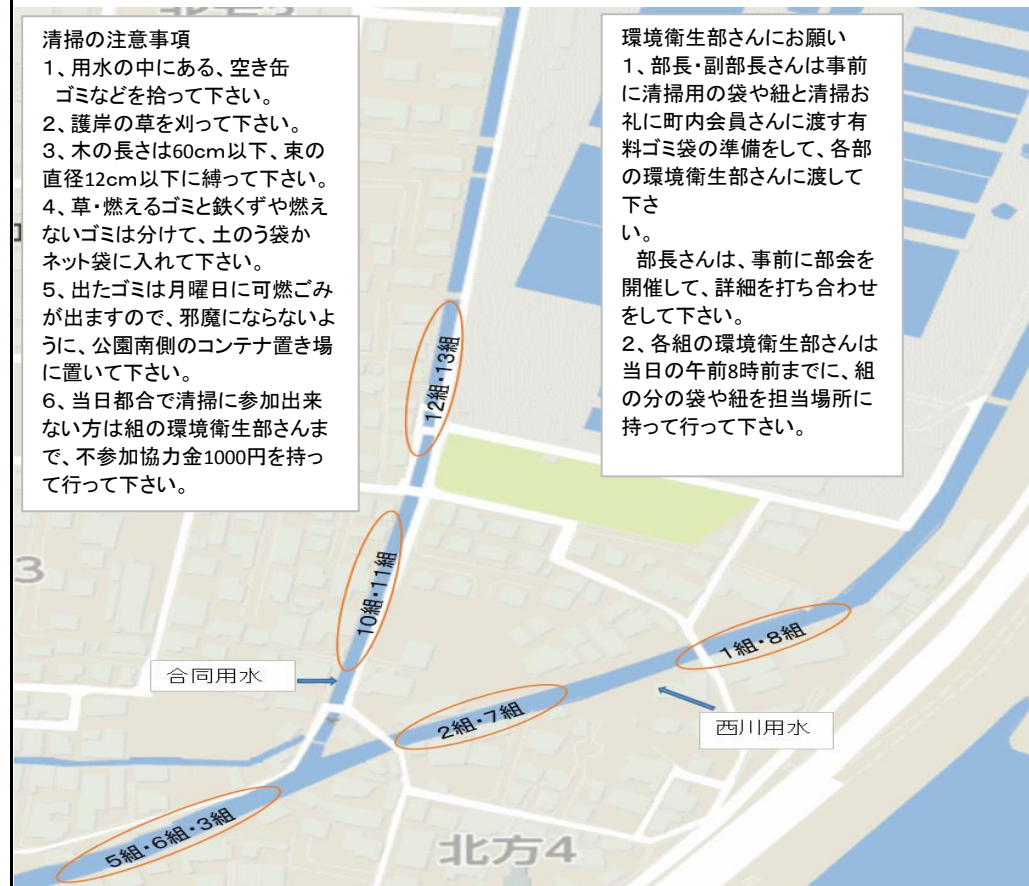 北方3
清掃の注意事項
1、用水の中にある、空き缶
ゴミなどを拾って下さい。
2、護岸の草を刈って下さい。
3、木の長さは60cm以下、束の
直径12cm以下に縛って下さい。
4、草・燃えるゴミと鉄くずや燃え
ないゴミは分けて、土のう袋か
ネット袋に入れて下さい。
5、出たゴミは月曜日に可燃ごみ
が出ますので、邪魔にならないよ
うに、公園南側のコンテナ置き場
に置いて下さい。
6、当日都合で清掃に参加出来
ない方は組の環境衛生部さんま
で、不参加協力金1000円を持っ
て行って下さい。
環境衛生部さんにお願い
1、部長・副部長さんは事前
に清掃用の袋や紐と清掃お
礼に町内会員さんに渡す有
料ゴミ袋の準備をして、各部
の環境衛生部さんに渡して
下さ
い。
部長さんは、事前に部会を
開催して、詳細を打ち合わせ
をして下さい。
2、各組の環境衛生部さんは
当日の午前8時前までに、組
の分の袋や紐を担当場所に
持って行って下さい。
12組・13組
3
10組・11組
合同用水
1組・8組
2組・7組
西川用水
5組・6組・3組
北方4